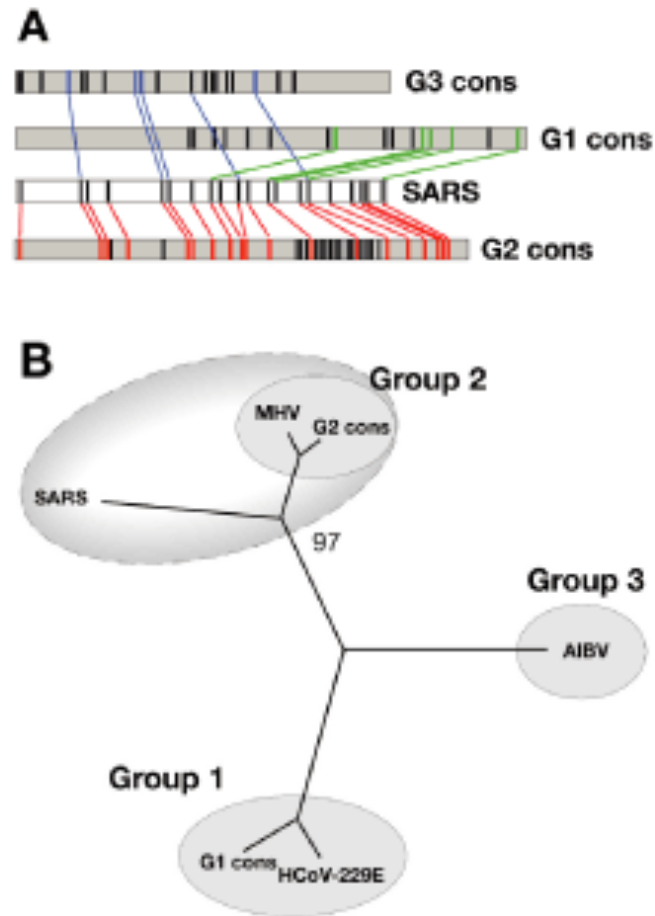 A
G3 cons
G1 cons
SARS
G2 cons
B
Group 2
MHV
G2 cons
SARS
97
Group 3
AIBV
Group 1
G1 cons
HCoV-229E